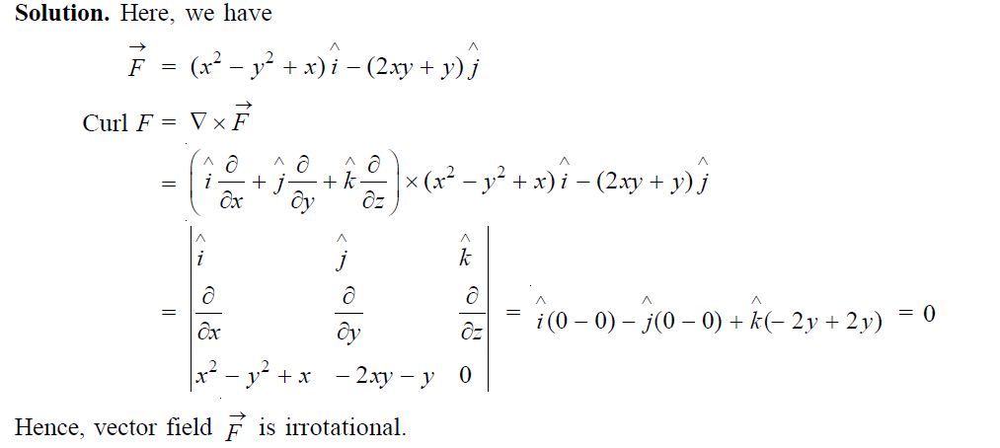 Solution. Here, we have
$\vec{F} = (x^2 - y^2 + x)\hat{i} - (2xy + y)\hat{j}$
Curl $F = \nabla \times \vec{F}$
$= \left(\hat{i}\frac{\partial}{\partial x} + \hat{j}\frac{\partial}{\partial y} + \hat{k}\frac{\partial}{\partial z}\right) \times (x^2 - y^2 + x)\hat{i} - (2xy + y)\hat{j}$
$= \begin{vmatrix} \hat{i} & \hat{j} & \hat{k} \\ \frac{\partial}{\partial x} & \frac{\partial}{\partial y} & \frac{\partial}{\partial z} \\ x^2 - y^2 + x & -2xy - y & 0 \end{vmatrix} = \hat{i}(0 - 0) - \hat{j}(0 - 0) + \hat{k}(-2y + 2y) = 0$
Hence, vector field $\vec{F}$ is irrotational.